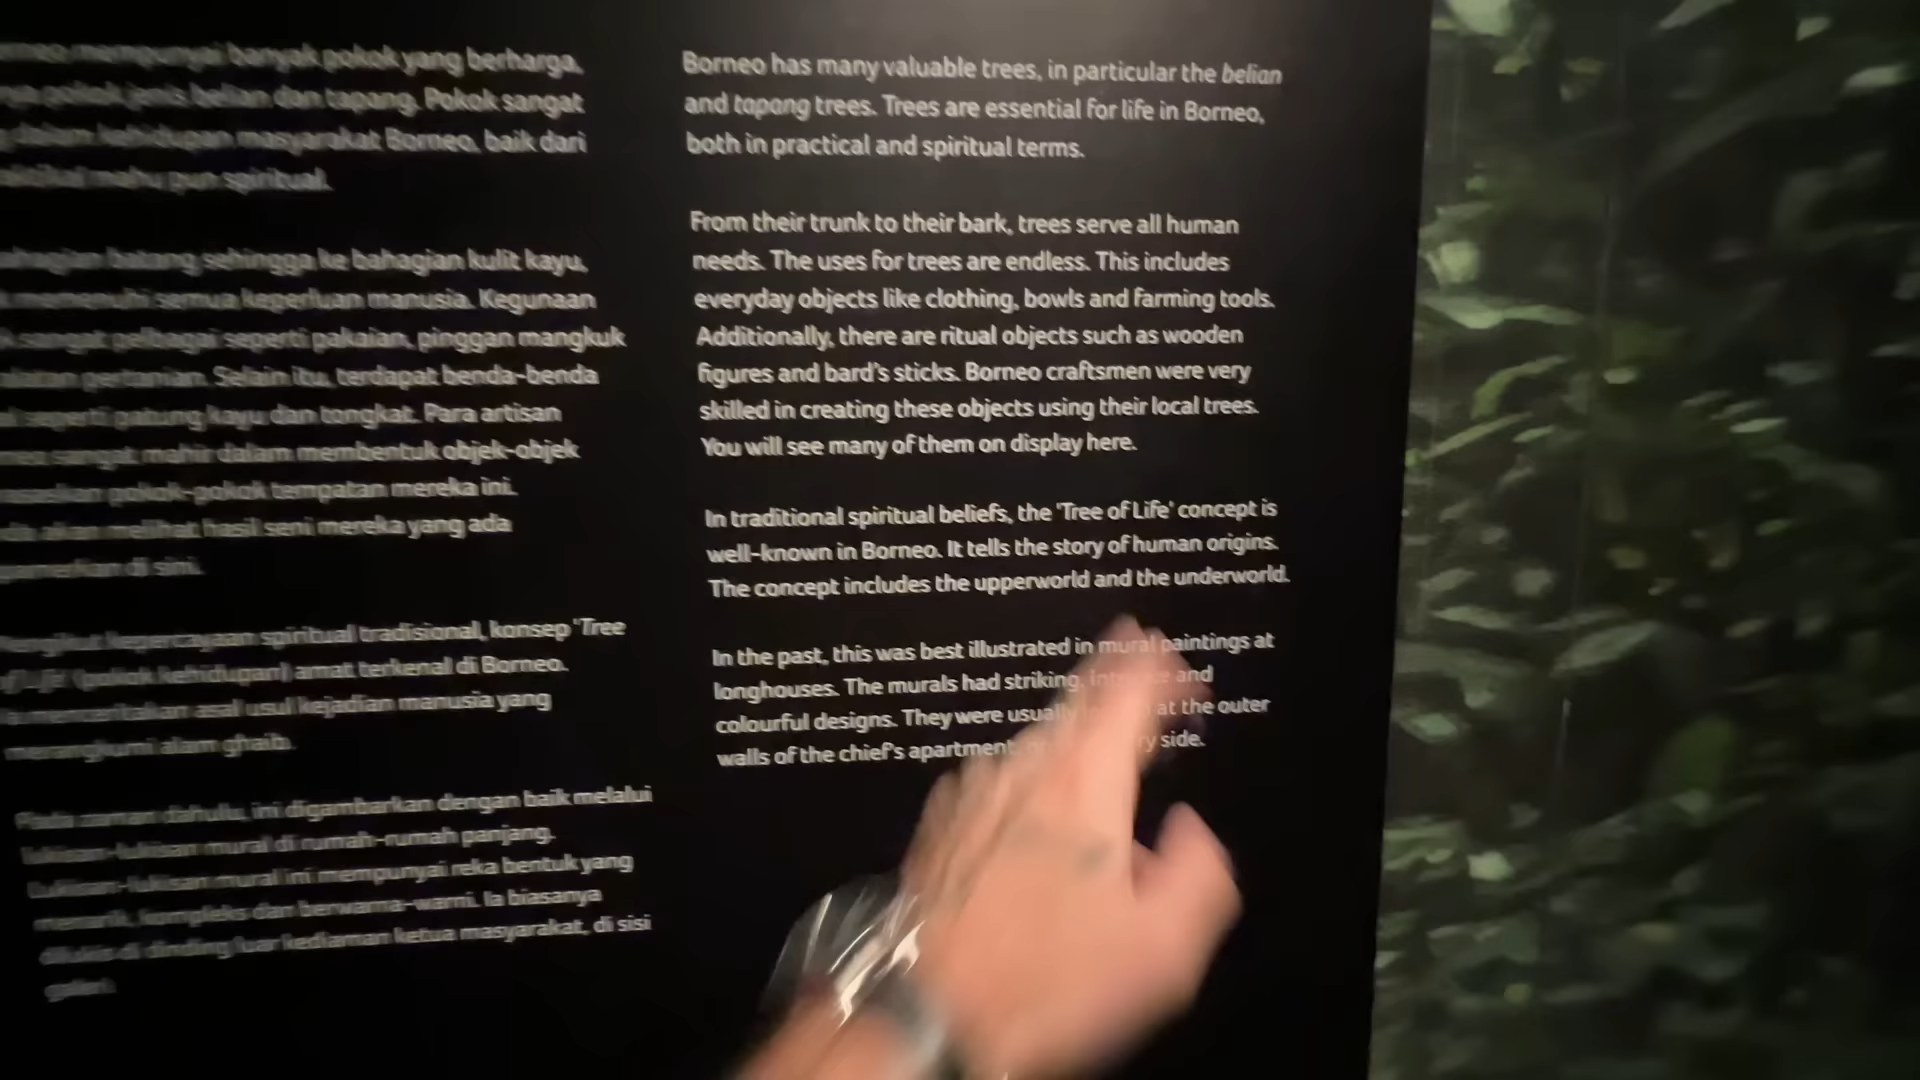 banyak pokok yang berharga,
belian dan tapang. Pokok sangat
kehidupan masyarakat Borneo, baik dari
mahu pun spiritual.
batang sehingga ke bahagian kulit kayu,
memenuhi semua keperluan manusia. Kegunaan
sangat pelbagai seperti pakaian, pinggan mangkuk
pertanian. Selain itu, terdapat benda-benda
seperti patung kayu dan tongkat. Para artisan
sangat mahir dalam membentuk objek-objek
pokok-pokok tempatan mereka ini.
akan melihat hasil seni mereka yang ada
di sini.
kepercayaan spiritual tradisional, konsep 'Tree
(pokok kehidupan) amat terkenal di Borneo.
menceritakan asal usul kejadian manusia yang
merangkumi alam ghaib.
Pada zaman dahulu, ini digambarkan dengan baik melalui
lukisan-lukisan mural di rumah-rumah panjang.
Lukisan-lukisan mural ini mempunyai reka bentuk yang
menarik, kompleks dan berwarna-warni. Ia biasanya
dilukis di dinding luar kediaman ketua masyarakat, di sisi
galeri.
Borneo has many valuable trees, in particular the belian
and tapang trees. Trees are essential for life in Borneo,
both in practical and spiritual terms.
From their trunk to their bark, trees serve all human
needs. The uses for trees are endless. This includes
everyday objects like clothing, bowls and farming tools.
Additionally, there are ritual objects such as wooden
figures and bard's sticks. Borneo craftsmen were very
skilled in creating these objects using their local trees.
You will see many of them on display here.
In traditional spiritual beliefs, the 'Tree of Life' concept is
well-known in Borneo. It tells the story of human origins.
The concept includes the upperworld and the underworld.
In the past, this was best illustrated in mural paintings at
longhouses. The murals had striking, and
colourful designs. They were usually at the outer
walls of the chief's apartment, side.